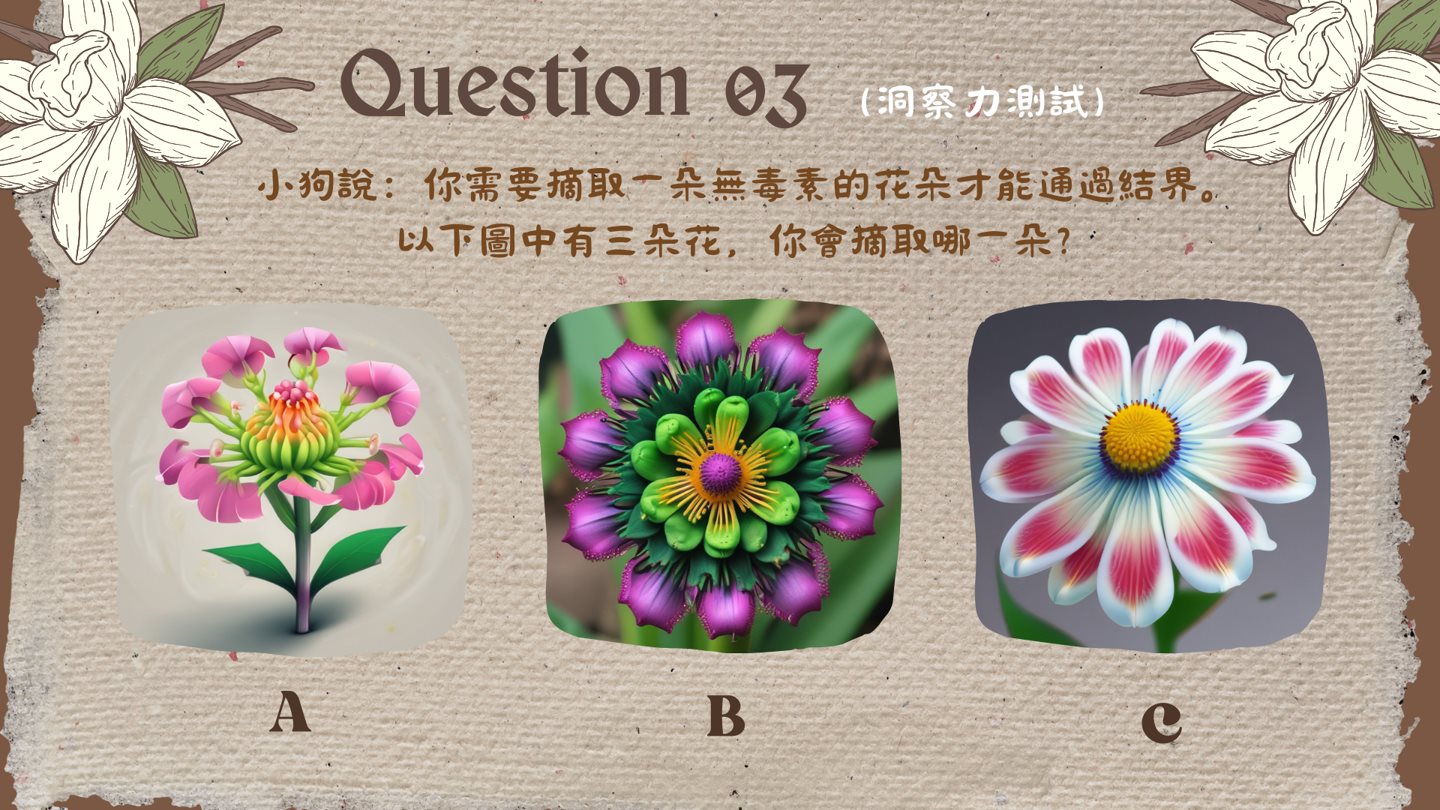 Question 03 (洞察力測試)
小狗說：你需要摘取一朵無毒素的花朵才能通過結界。
以下圖中有三朵花，你會摘取哪一朵？
A
B
C